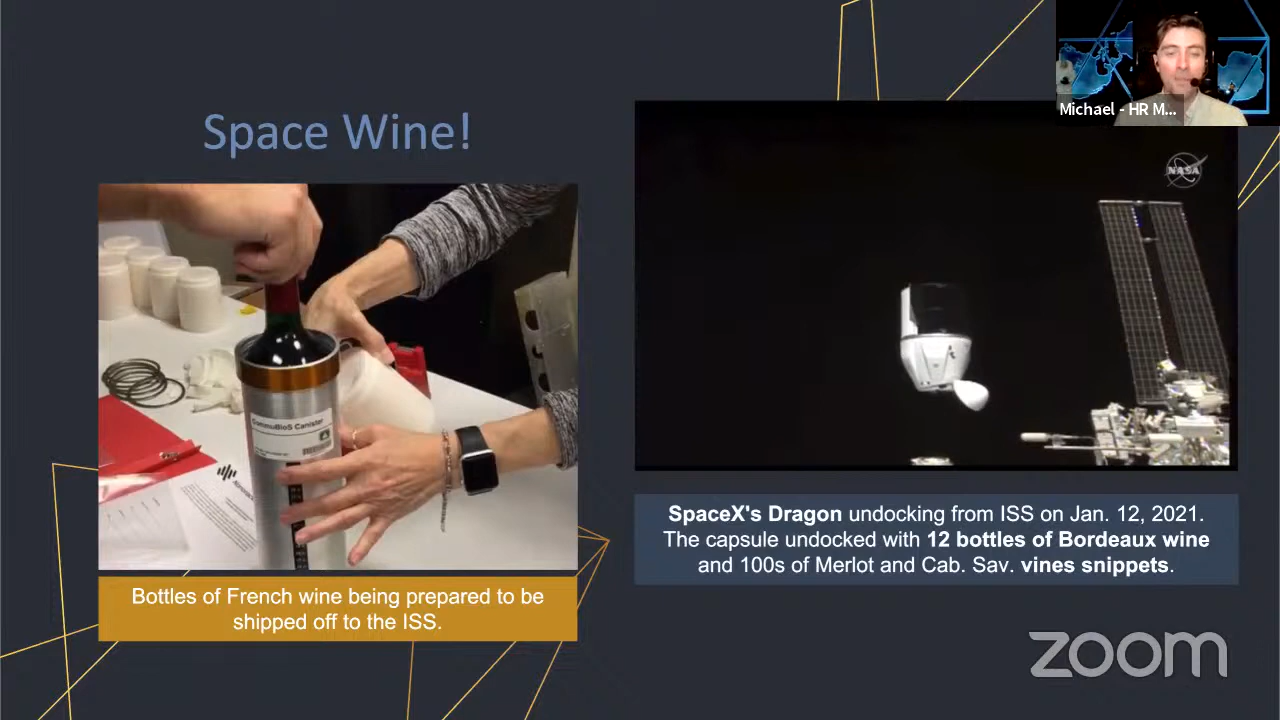 Michael - HR M...
Space Wine!
NASA
CommuBioS Canister
SpaceX's Dragon undocking from ISS on Jan. 12, 2021.
The capsule undocked with 12 bottles of Bordeaux wine
and 100s of Merlot and Cab. Sav. vines snippets.
Bottles of French wine being prepared to be
shipped off to the ISS.
zoom